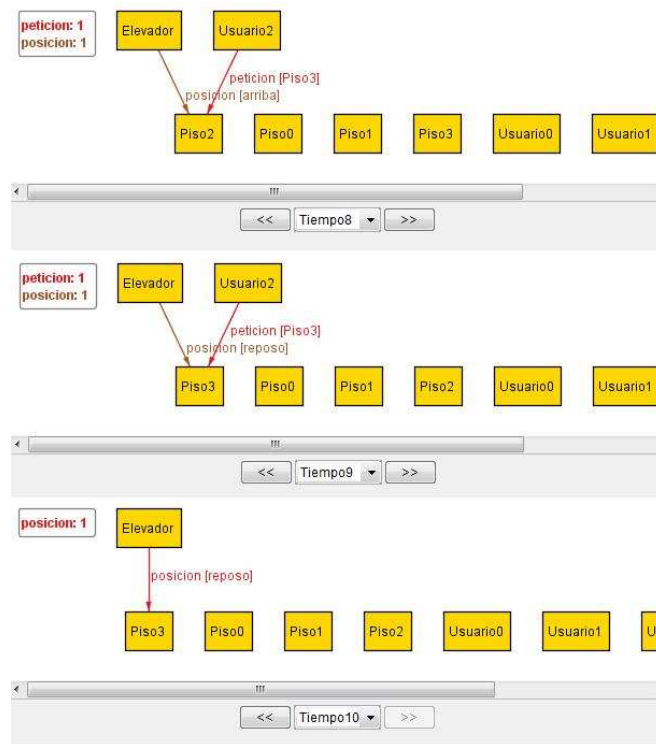 peticion: 1
posicion: 1
Elevador
Usuario2
peticion [Piso3]
posicion [arriba]
Piso2
Piso0
Piso1
Piso3
Usuario0
Usuario1
<<
Tiempo8
>>
peticion: 1
posicion: 1
Elevador
Usuario2
peticion [Piso3]
posicion [reposo]
Piso3
Piso0
Piso1
Piso2
Usuario0
Usuario1
<<
Tiempo9
>>
posicion: 1
Elevador
posicion [reposo]
Piso3
Piso0
Piso1
Piso2
Usuario0
Usuario1
U
<<
Tiempo10
>>